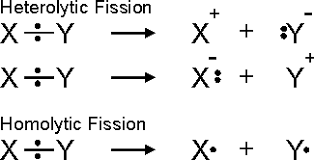 Heterolytic Fission
X ÷ Y ⟶ X⁺ + :Y⁻
X ÷ Y ⟶ X⁻: + Y⁺
Homolytic Fission
X ÷ Y ⟶ X• + Y•